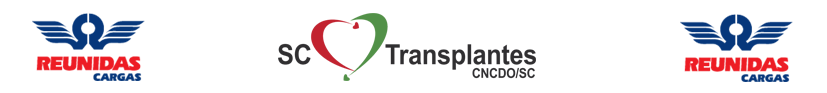 REUNIDAS
CARGAS
SC Transplantes
CNCDO/SC
REUNIDAS
CARGAS